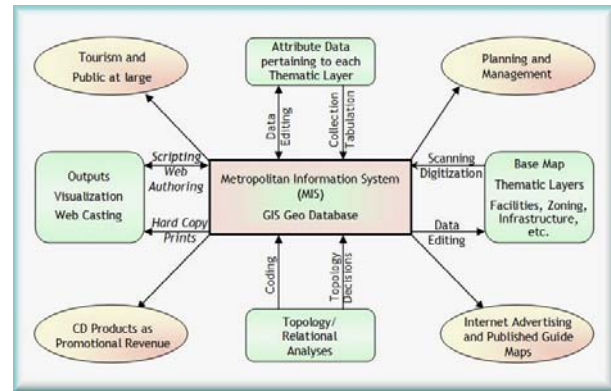 Tourism and
Public at large
Attribute Data
pertaining to each
Thematic Layer
Planning and
Management
Data
Editing
Collection
Tabulation
Outputs
Visualization
Web Casting
Scripting
Web
Authoring
Hard Copy
Prints
Metropolitan Information System
(MIS)
GIS Geo Database
Scanning
Digitization
Data
Editing
Base Map
Thematic Layers
Facilities, Zoning,
Infrastructure,
etc.
Coding
Topology
Decisions
CD Products as
Promotional Revenue
Topology/
Relational
Analyses
Internet Advertising
and Published Guide
Maps